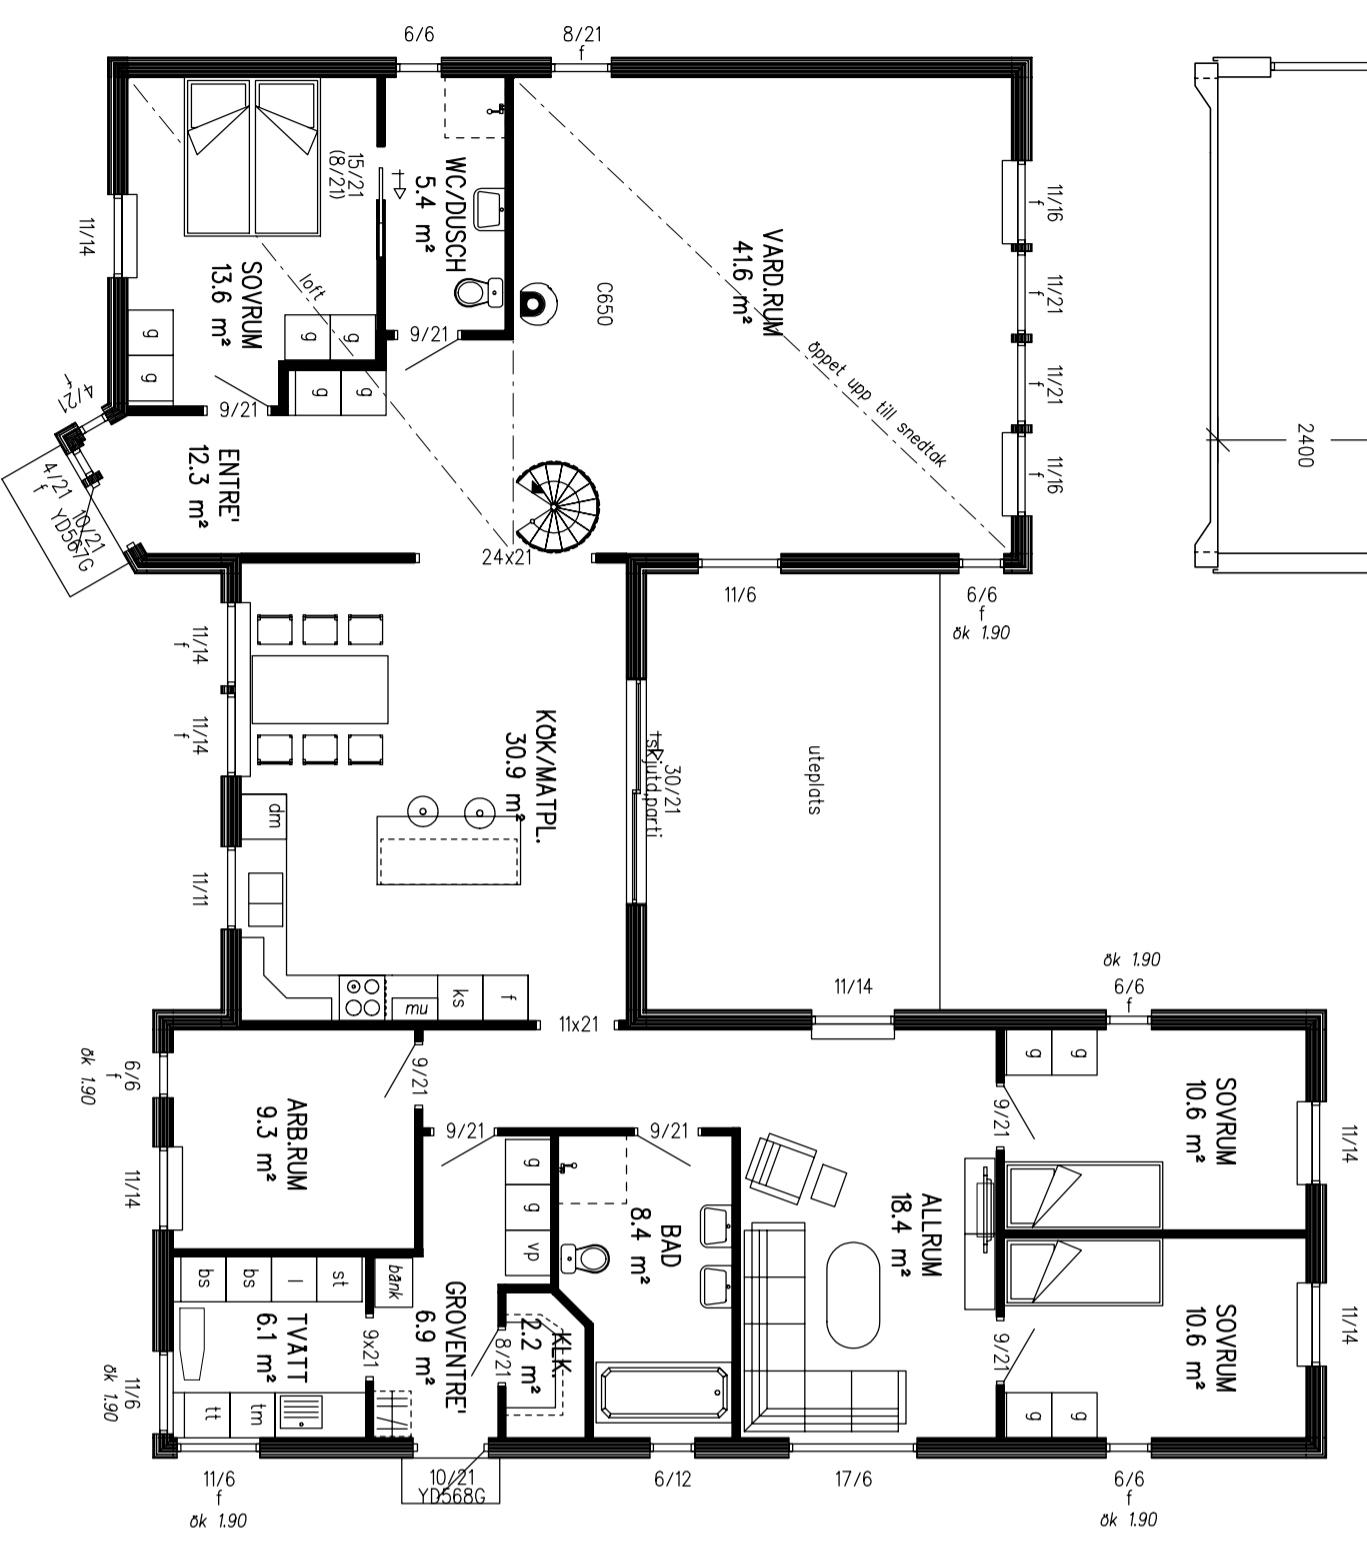 6/6
8/21
f
15/21
(8/21)
WC/DUSCH
5.4 m²
11/14
SOVRUM
13.6 m²
loft
g
g
g
g
g
g
9/21
9/21
C650
VARD.RUM
41.6 m²
öppet upp till snedtak
11/16
f
11/21
f
11/21
f
11/16
f
2400
4/21
f
4/21
f
10/21
YD567G
ENTRE'
12.3 m²
24x21
11/6
6/6
f
ök 1.90
11/14
f
11/14
f
11/11
KÖK/MATPL.
30.9 m²
30/21
skjutd.parti
uteplats
dm
mu
ks
f
11x21
11/14
ök 1.90
6/6
f
6/6
f
ök 1.90
11/14
ARB.RUM
9.3 m²
9/21
9/21
9/21
g
g
vp
BAD
8.4 m²
ALLRUM
18.4 m²
9/21
9/21
g
g
SOVRUM
10.6 m²
11/14
SOVRUM
10.6 m²
11/14
g
g
bs
bs
l
st
bänk
TVÄTT
6.1 m²
9x21
GROVENTRE'
6.9 m²
8/21
KLK.
2.2 m²
tt
tm
11/6
ök 1.90
11/6
f
ök 1.90
10/21
YD568G
6/12
17/6
6/6
f
ök 1.90